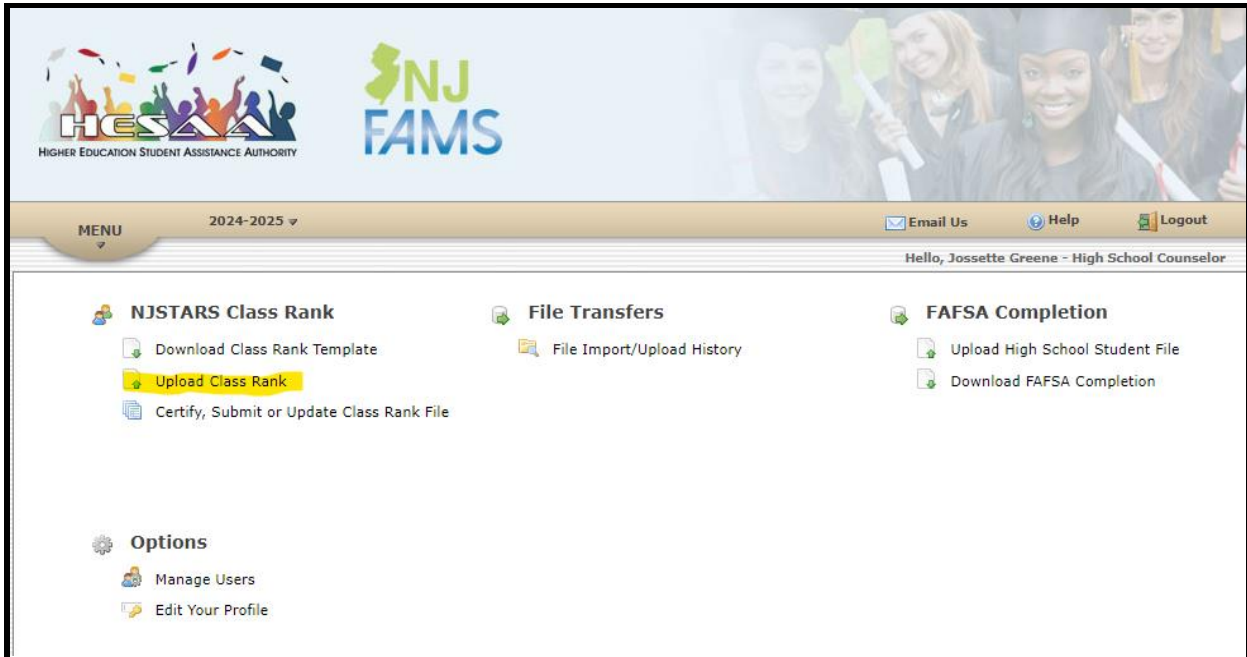 HESAA
HIGHER EDUCATION STUDENT ASSISTANCE AUTHORITY
NJ
FAMS
MENU
2024-2025
Email Us
Help
Logout
Hello, Jossette Greene - High School Counselor
NJSTARS Class Rank
Download Class Rank Template
Upload Class Rank
Certify, Submit or Update Class Rank File
File Transfers
File Import/Upload History
FAFSA Completion
Upload High School Student File
Download FAFSA Completion
Options
Manage Users
Edit Your Profile